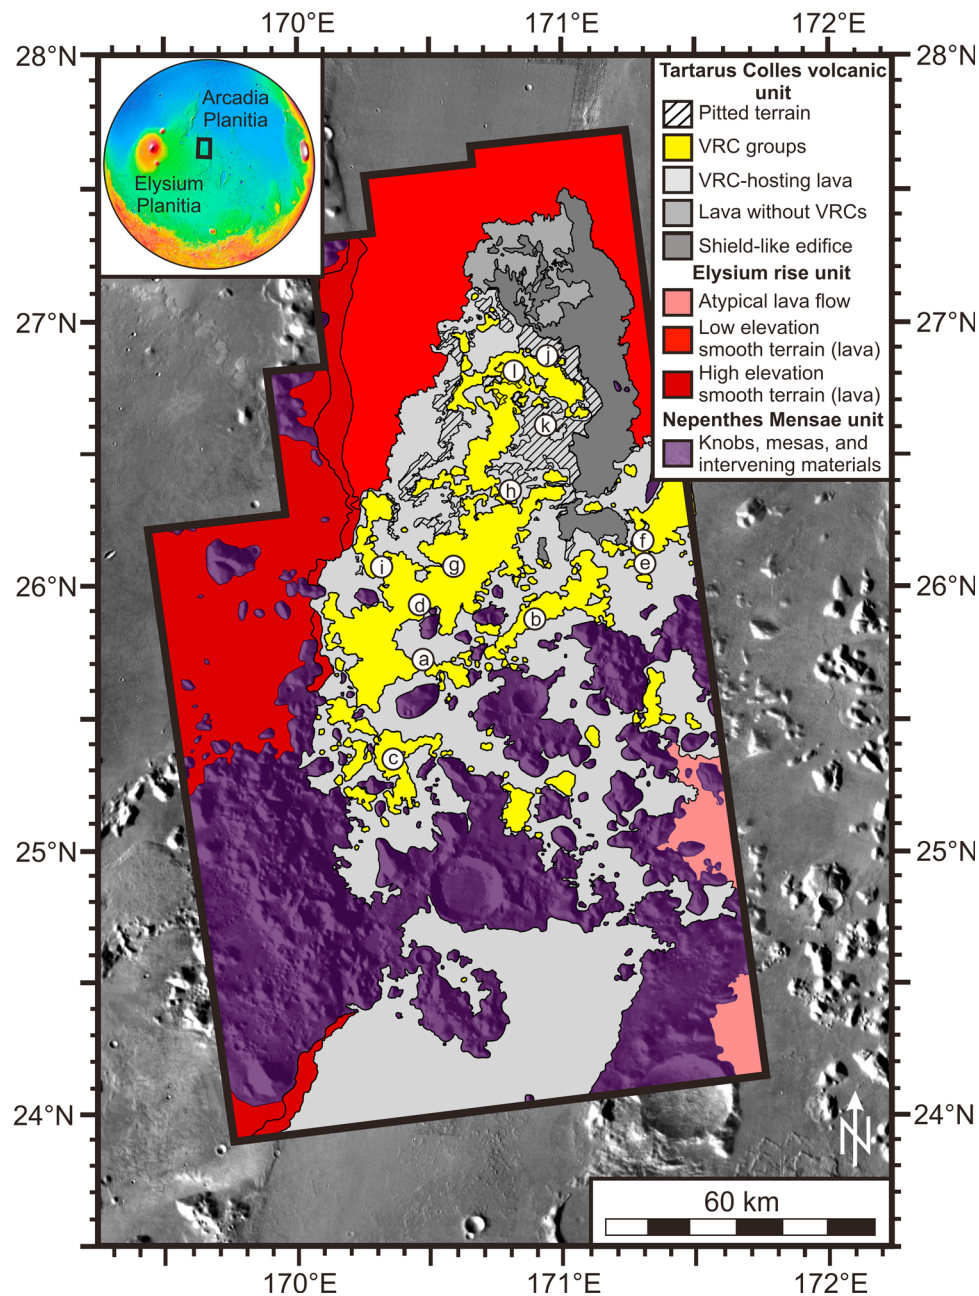 170°E
171°E
172°E
28°N
28°N
Arcadia
Planitia
Elysium
Planitia
Tartarus Colles volcanic
unit
Pitted terrain
VRC groups
VRC-hosting lava
Lava without VRCs
Shield-like edifice
Elysium rise unit
Atypical lava flow
Low elevation
smooth terrain (lava)
High elevation
smooth terrain (lava)
Nepenthes Mensae unit
Knobs, mesas, and
intervening materials
27°N
27°N
j
l
k
h
f
i
g
e
26°N
26°N
d
b
a
c
25°N
25°N
24°N
24°N
N
60 km
170°E
171°E
172°E